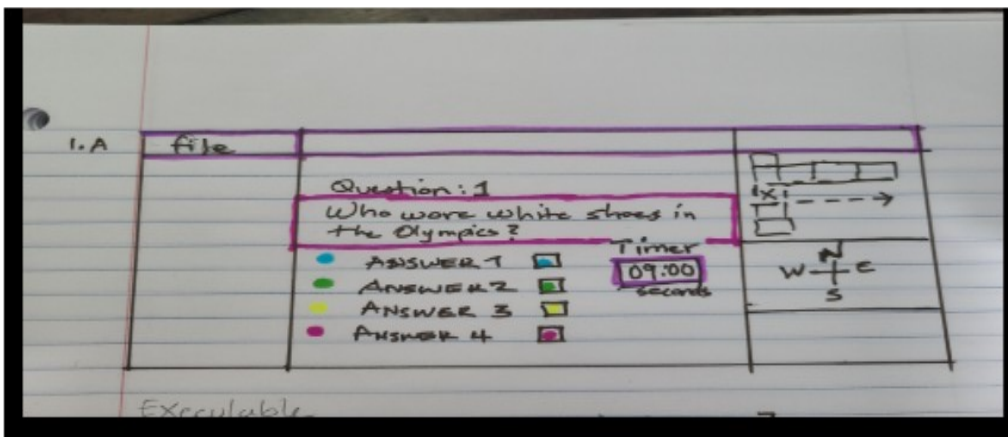 1.A
file
Question: 1
Who wore white shoes in
the Olympics?
ANSWER 1
ANSWER 2
ANSWER 3
ANSWER 4
Timer
09:00
seconds
X
N
W E
S
Executable